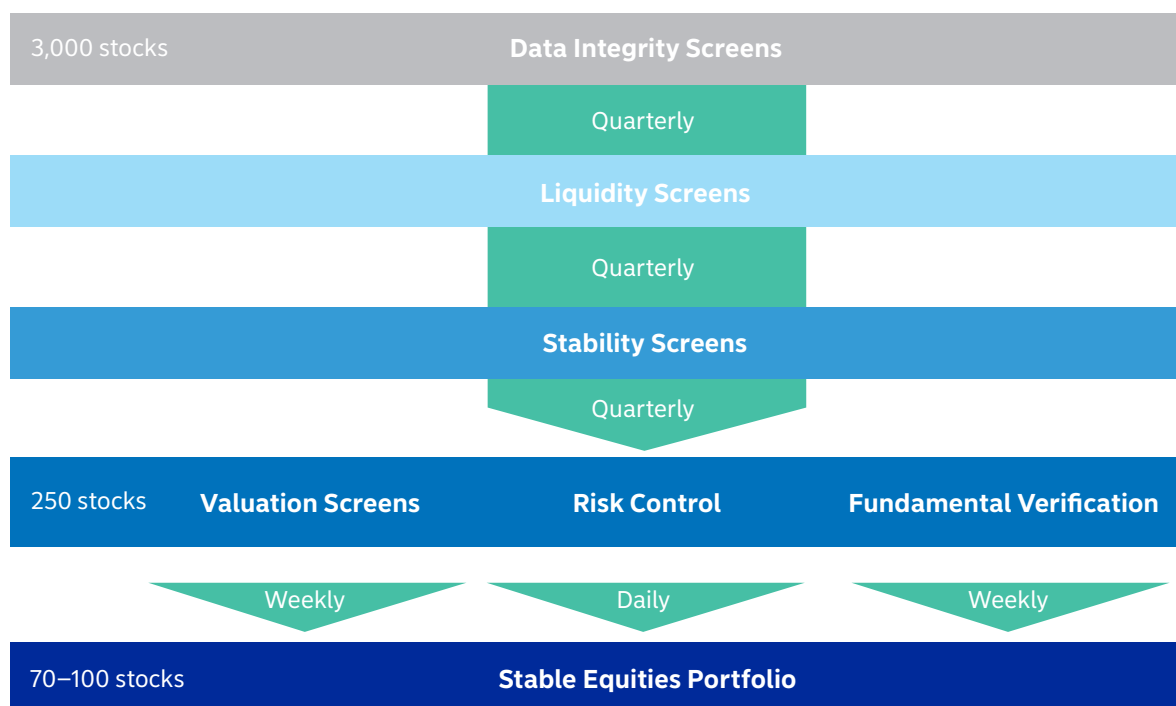 3,000 stocks Data Integrity Screens
Quarterly
Liquidity Screens
Quarterly
Stability Screens
Quarterly
250 stocks Valuation Screens Risk Control Fundamental Verification
Weekly Daily Weekly
70–100 stocks Stable Equities Portfolio